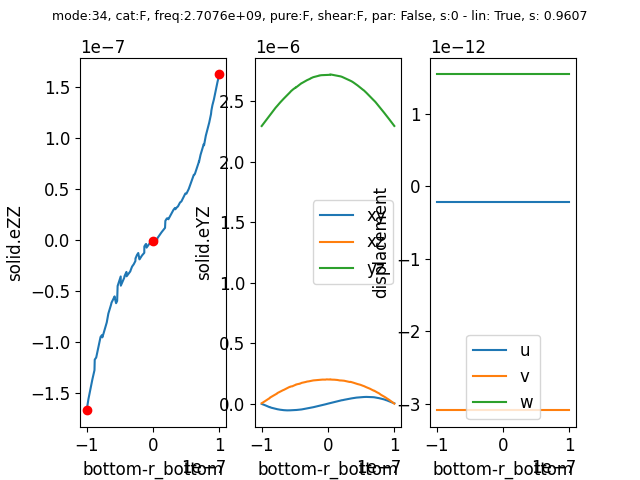 mode:34, cat:F, freq:2.7076e+09, pure:F, shear:F, par: False, s:0 - lin: True, s: 0.9607
1e−7
1.5
1.0
0.5
0.0
−0.5
−1.0
−1.5
solid.eZZ
−1 0 1
1e−7
bottom-r_bottom
1e−6
2.5
2.0
1.5
1.0
0.5
0.0
solid.eYZ
xy
xz
yz
−1 0 1
1e−7
bottom-r_bottom
1e−12
1
0
−1
−2
−3
displacement
u
v
w
−1 0 1
1e−7
bottom-r_bottom